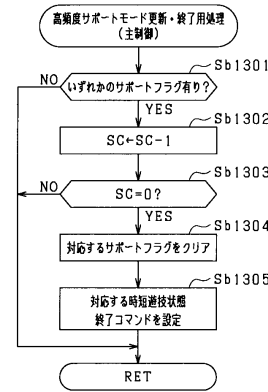 高頻度サポートモード更新・終了用処理
(主制御)
Sb1301
NO
いずれかのサポートフラグ有り?
YES
Sb1302
SC←SC-1
Sb1303
NO
SC=0?
YES
Sb1304
対応するサポートフラグをクリア
Sb1305
対応する時短遊技状態
終了コマンドを設定
RET